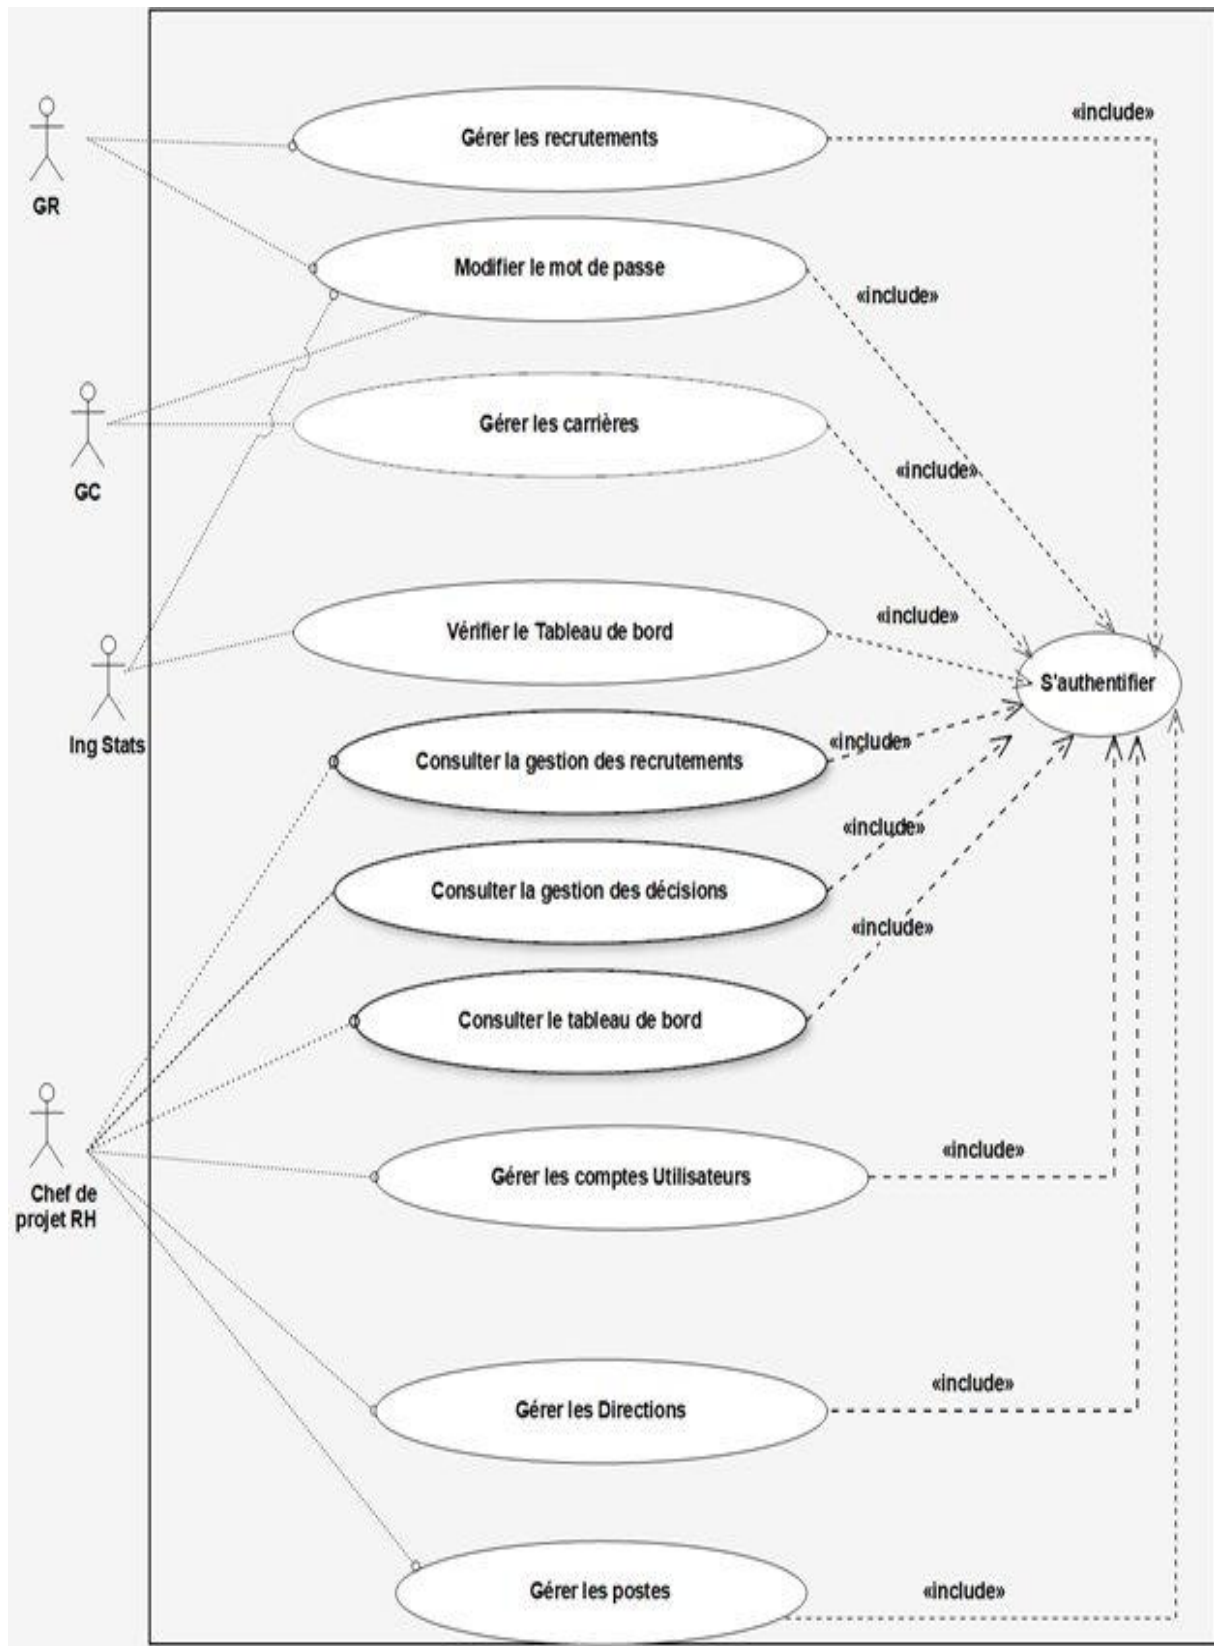 «include»
Gérer les recrutements
GR
Modifier le mot de passe
«include»
Gérer les carrières
«include»
GC
Vérifier le Tableau de bord
«include»
S'authentifier
Ing Stats
Consulter la gestion des recrutements
«include»
Consulter la gestion des décisions
«include»
Consulter le tableau de bord
«include»
Gérer les comptes Utilisateurs
«include»
Chef de
projet RH
Gérer les Directions
«include»
Gérer les postes
«include»